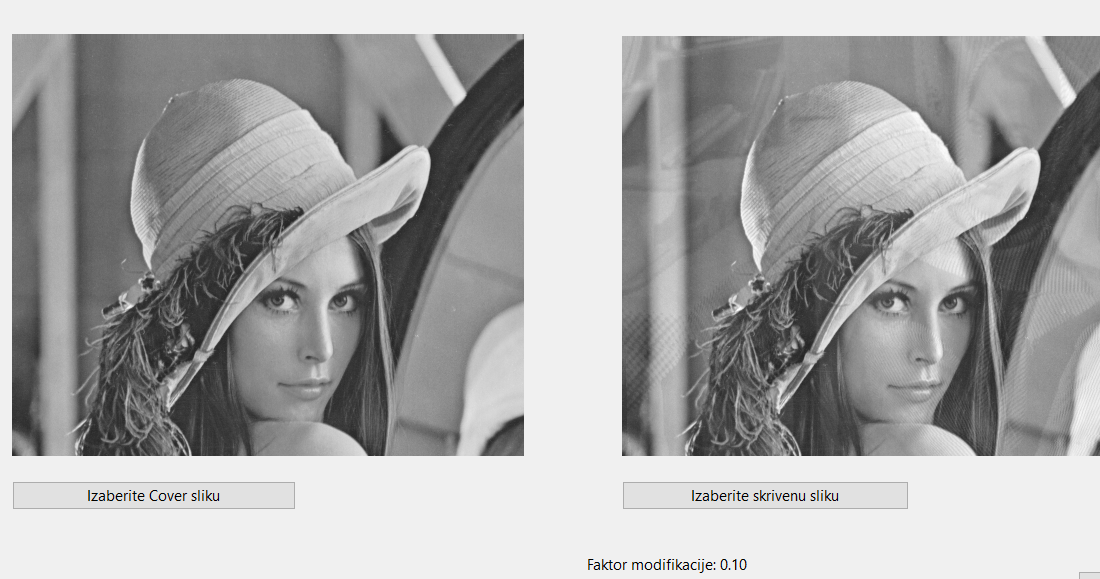 Izaberite Cover sliku
Izaberite skrivenu sliku
Faktor modifikacije: 0.10